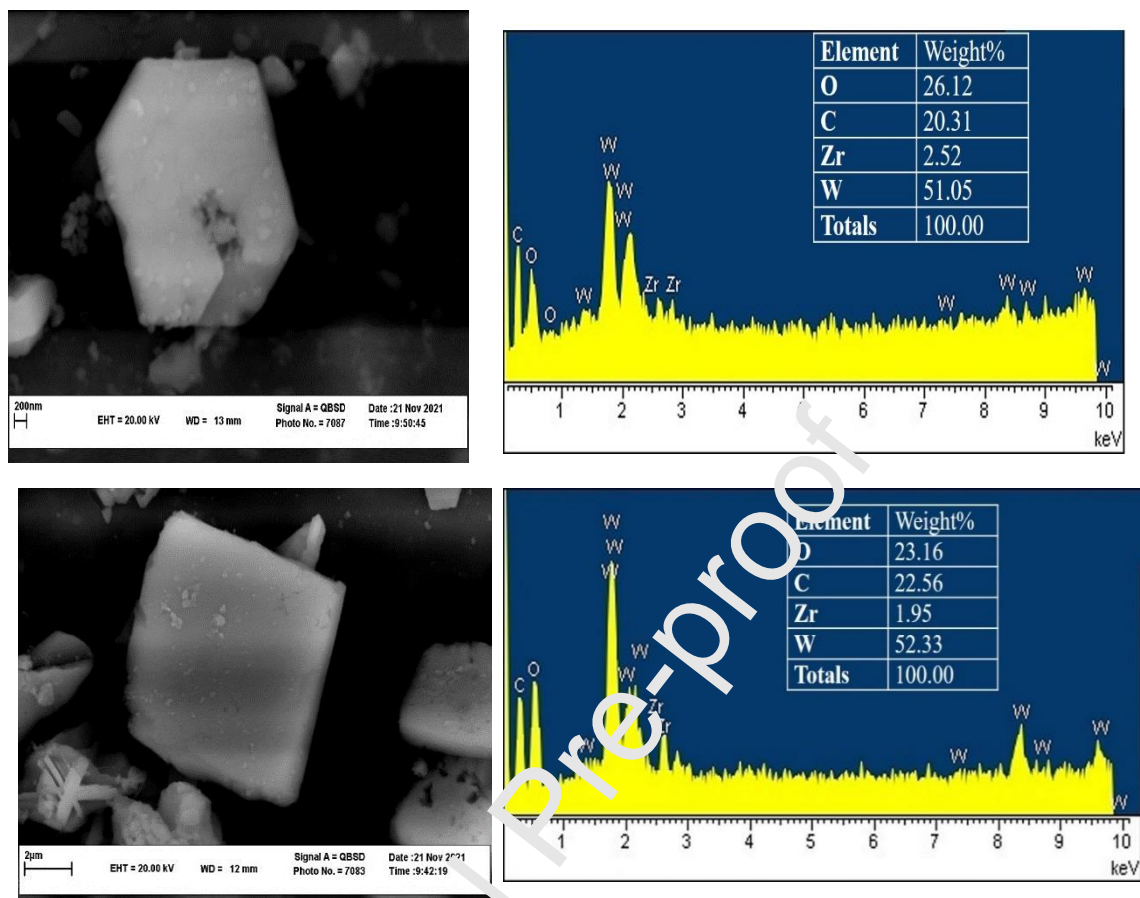 Element Weight%
O 26.12
C 20.31
Zr 2.52
W 51.05
Totals 100.00
W
W
W
W
C
O
O
W
Zr Zr
W
W W
W
W
1 2 3 4 5 6 7 8 9 10
keV
200nm
EHT = 20.00 kV
WD = 13 mm
Signal A = QBSD
Photo No. = 7087
Date :21 Nov 2021
Time :9:50:45
Element Weight%
O 23.16
C 22.56
Zr 1.95
W 52.33
Totals 100.00
W
W
W
W
W
C
O
W
Zr
Zr
W
W
W
W
W
1 2 3 4 5 6 7 8 9 10
keV
2µm
EHT = 20.00 kV
WD = 12 mm
Signal A = QBSD
Photo No. = 7083
Date :21 Nov 2021
Time :9:42:19
Pre-proof